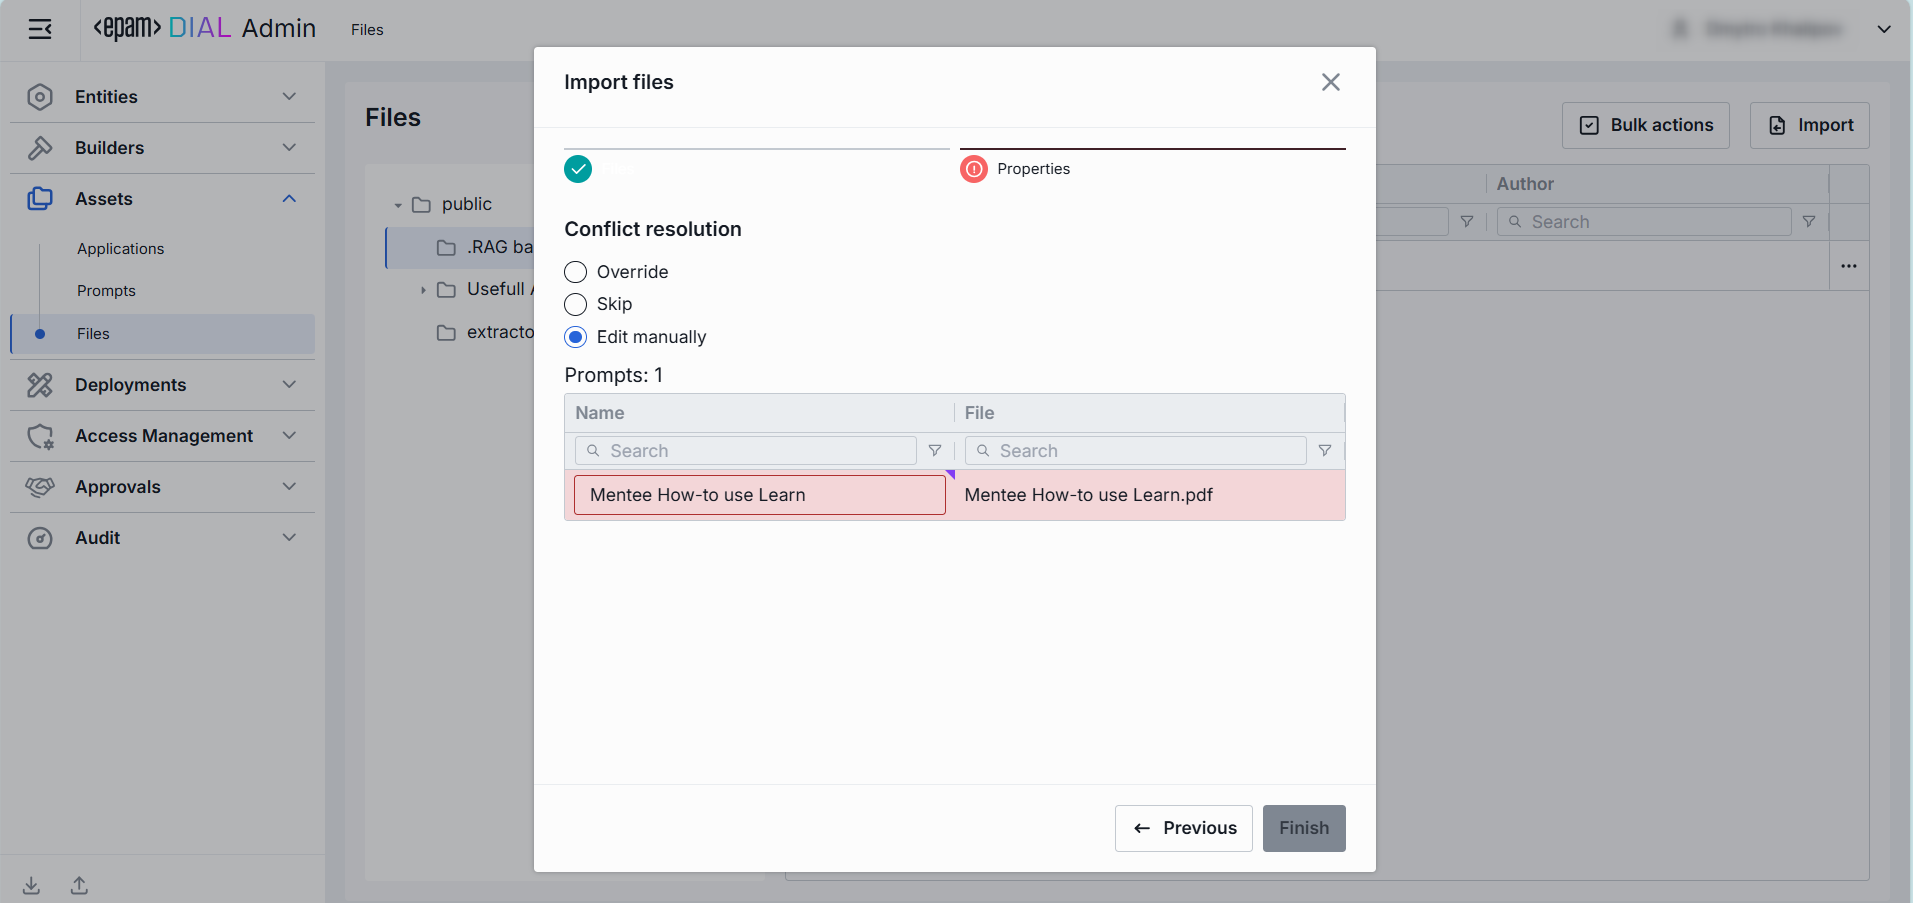 <epam> DIAL Admin
Files
Entities
Builders
Assets
Applications
Prompts
Files
Deployments
Access Management
Approvals
Audit
Files
Bulk actions
Import
public
.RAG ba
Usefull
extracto
Author
Search
Import files
Properties
Conflict resolution
Override
Skip
Edit manually
Prompts: 1
Name
File
Search
Search
Mentee How-to use Learn
Mentee How-to use Learn.pdf
Previous
Finish